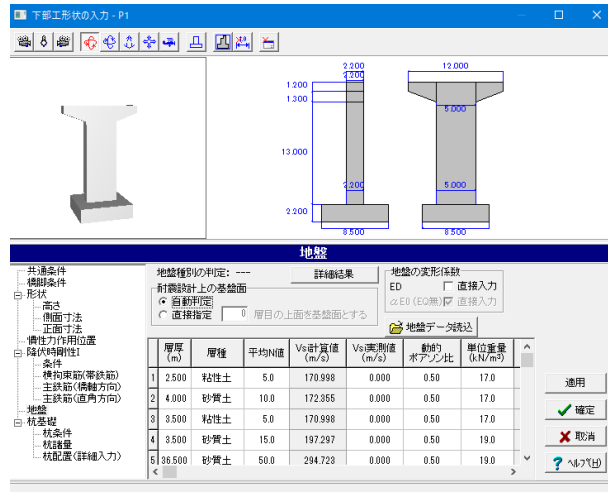 下部工形状の入力 - P1
2.200
2.200
12.000
1.200
1.300
5.000
13.000
2.200
5.000
2.200
8.500
8.500
地盤
共通条件
橋脚条件
形状
高さ
側面寸法
正面寸法
慣性力作用位置
降伏時剛性I
条件
横拘束筋(帯鉄筋)
主鉄筋(橋軸方向)
主鉄筋(直角方向)
地盤
杭基礎
杭条件
杭諸量
杭配置(詳細入力)
地盤種別の判定: --- 詳細結果
耐震設計上の基盤面
自動判定
直接指定 0 層目の上面を基盤面とする
地盤の変形係数
ED 直接入力
αE0 (EQ無) 直接入力
地盤データ読込
層厚 (m) 層種 平均N値 Vs計算値 (m/s) Vs実測値 (m/s) 動的 ポアソン比 単位重量 (kN/m³)
1 2.500 粘性土 5.0 170.998 0.000 0.50 17.0
2 4.000 砂質土 10.0 172.355 0.000 0.50 17.0
3 3.500 粘性土 5.0 170.998 0.000 0.50 17.0
4 3.500 砂質土 15.0 197.297 0.000 0.50 19.0
5 36.500 砂質土 50.0 294.723 0.000 0.50 19.0
適用
確定
取消
? ヘルプ(H)